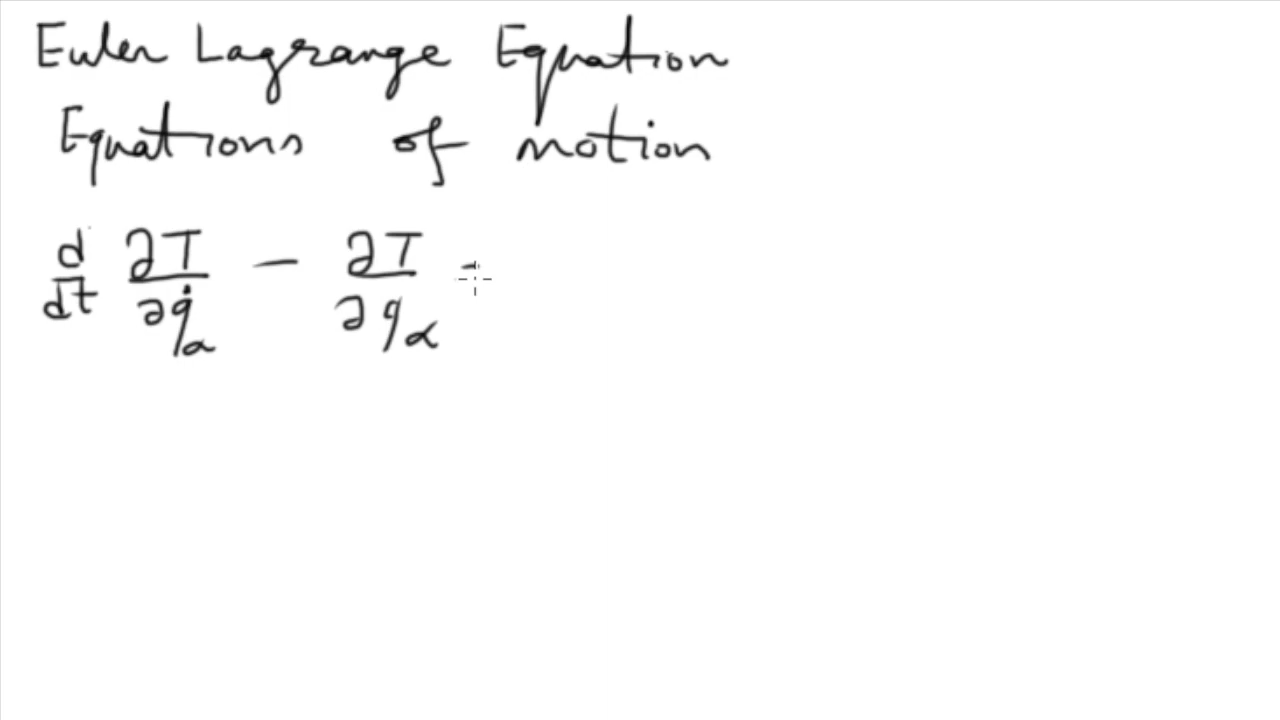 Euler Lagrange Equation
Equations of motion
d/dt ∂T/∂q̇_α − ∂T/∂q_α